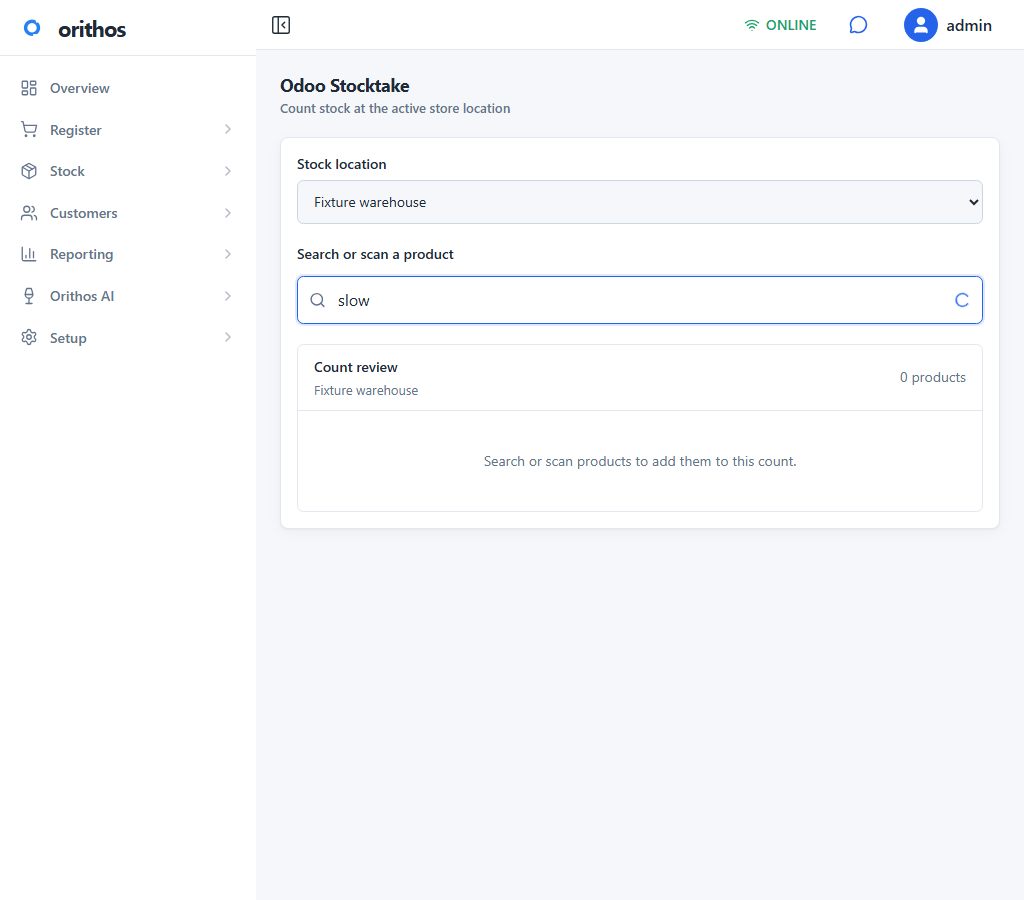 orithos
ONLINE
admin
Overview
Register
Stock
Customers
Reporting
Orithos AI
Setup
Odoo Stocktake
Count stock at the active store location
Stock location
Fixture warehouse
Search or scan a product
slow
Count review
Fixture warehouse
0 products
Search or scan products to add them to this count.